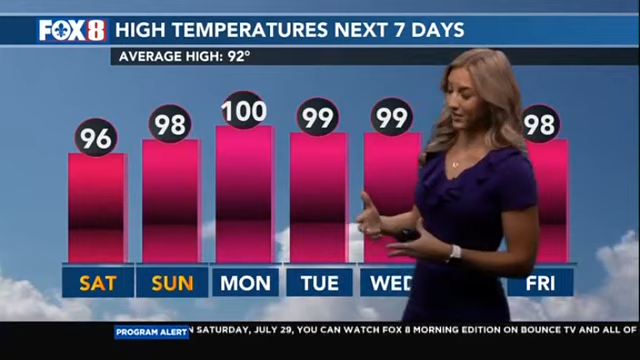 FOX 8
HIGH TEMPERATURES NEXT 7 DAYS
AVERAGE HIGH: 92°
96 98 100 99 99 98
SAT SUN MON TUE WED FRI
PROGRAM ALERT
N SATURDAY, JULY 29, YOU CAN WATCH FOX 8 MORNING EDITION ON BOUNCE TV AND ALL OF